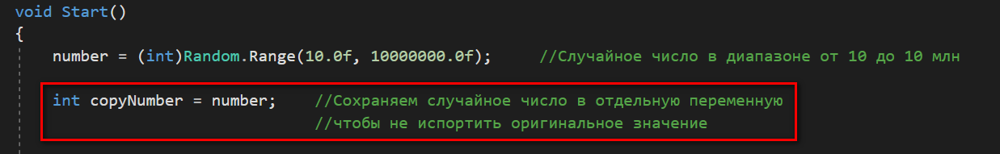 void Start()
{
number = (int)Random.Range(10.0f, 10000000.0f); //Случайное число в диапазоне от 10 до 10 млн
int copyNumber = number; //Сохраняем случайное число в отдельную переменную
//чтобы не испортить оригинальное значение